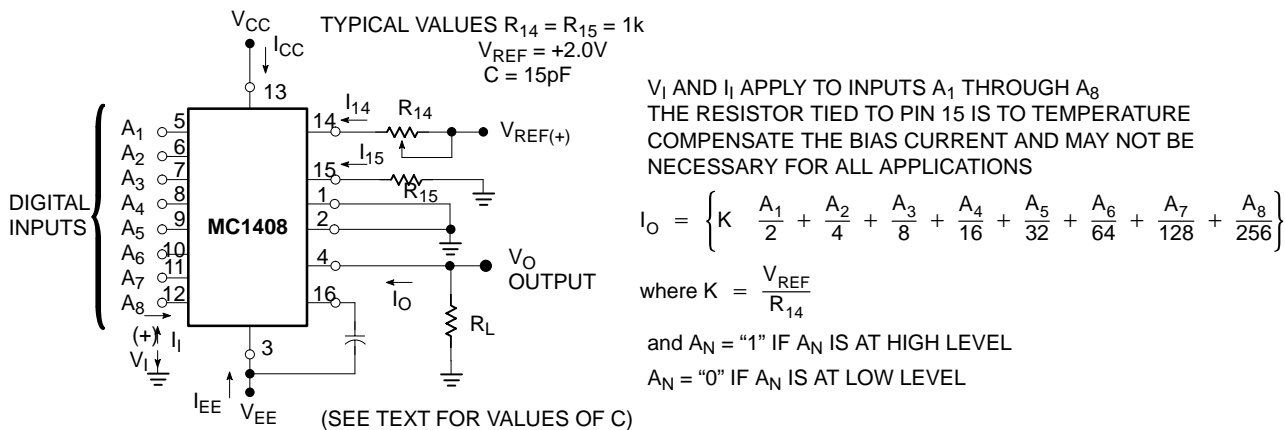 V_CC
TYPICAL VALUES R_14 = R_15 = 1k
V_REF = +2.0V
C = 15pF
I_CC
13
I_14
R_14
V_REF(+)
14
I_15
R_15
15
1
2
4
16
MC1408
DIGITAL
INPUTS
A_1 5
A_2 6
A_3 7
A_4 8
A_5 9
A_6 10
A_7 11
A_8 12
(+)
I_I
V_I
3
I_EE
V_EE
V_O
OUTPUT
I_O
R_L
(SEE TEXT FOR VALUES OF C)
V_I AND I_I APPLY TO INPUTS A_1 THROUGH A_8
THE RESISTOR TIED TO PIN 15 IS TO TEMPERATURE
COMPENSATE THE BIAS CURRENT AND MAY NOT BE
NECESSARY FOR ALL APPLICATIONS
I_O = {K A_1/2 + A_2/4 + A_3/8 + A_4/16 + A_5/32 + A_6/64 + A_7/128 + A_8/256}
where K = V_REF/R_14
and A_N = “1” IF A_N IS AT HIGH LEVEL
A_N = “0” IF A_N IS AT LOW LEVEL